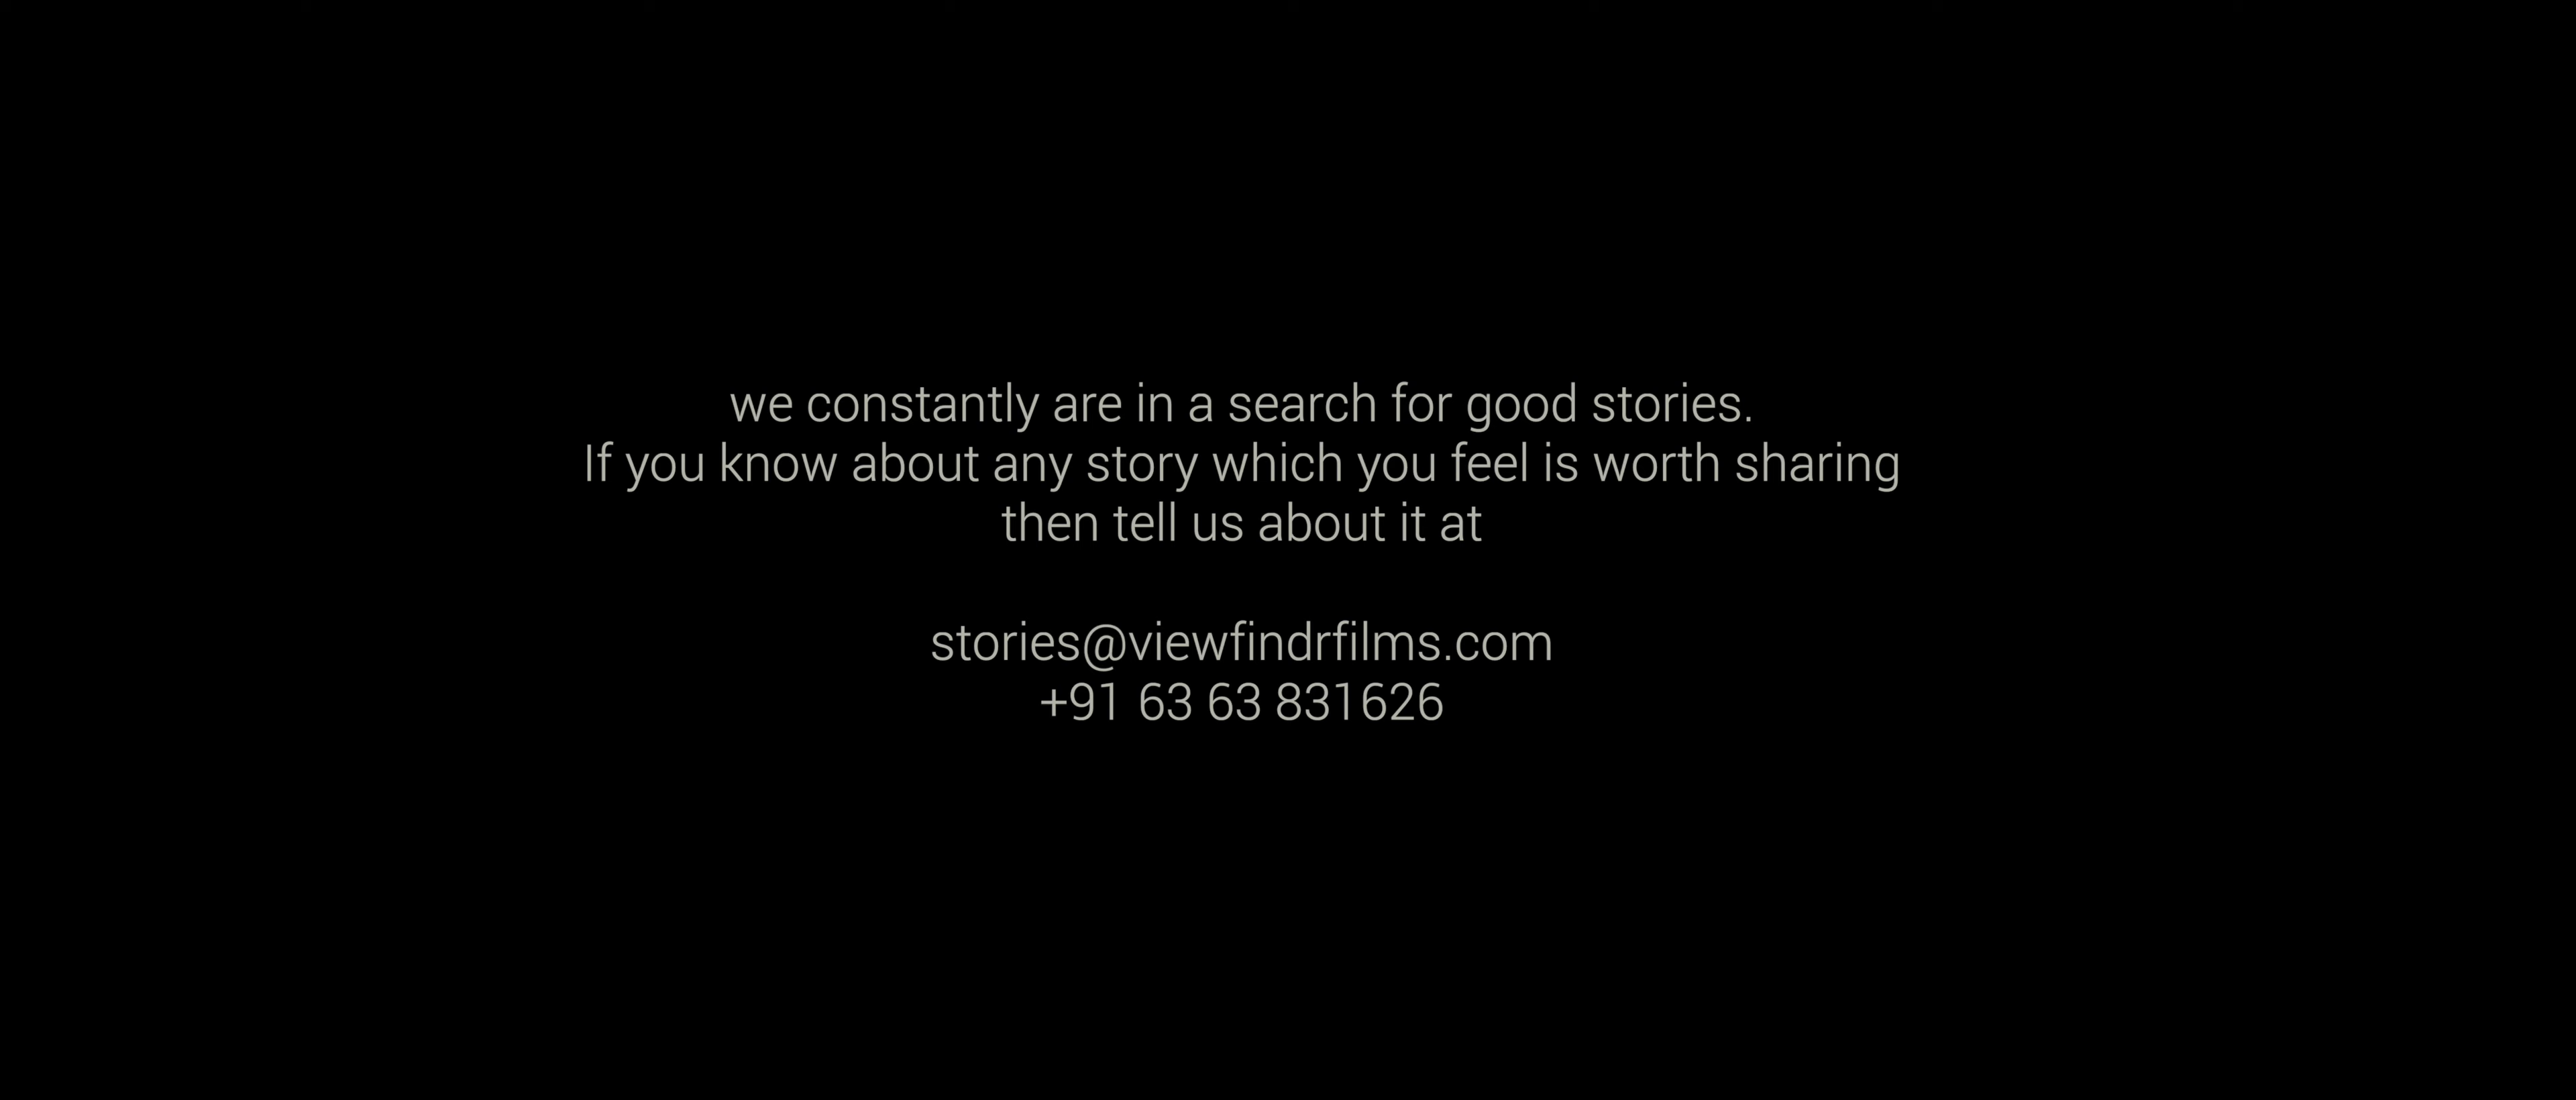 we constantly are in a search for good stories.
If you know about any story which you feel is worth sharing
then tell us about it at
stories@viewfindrfilms.com
+91 63 63 831626